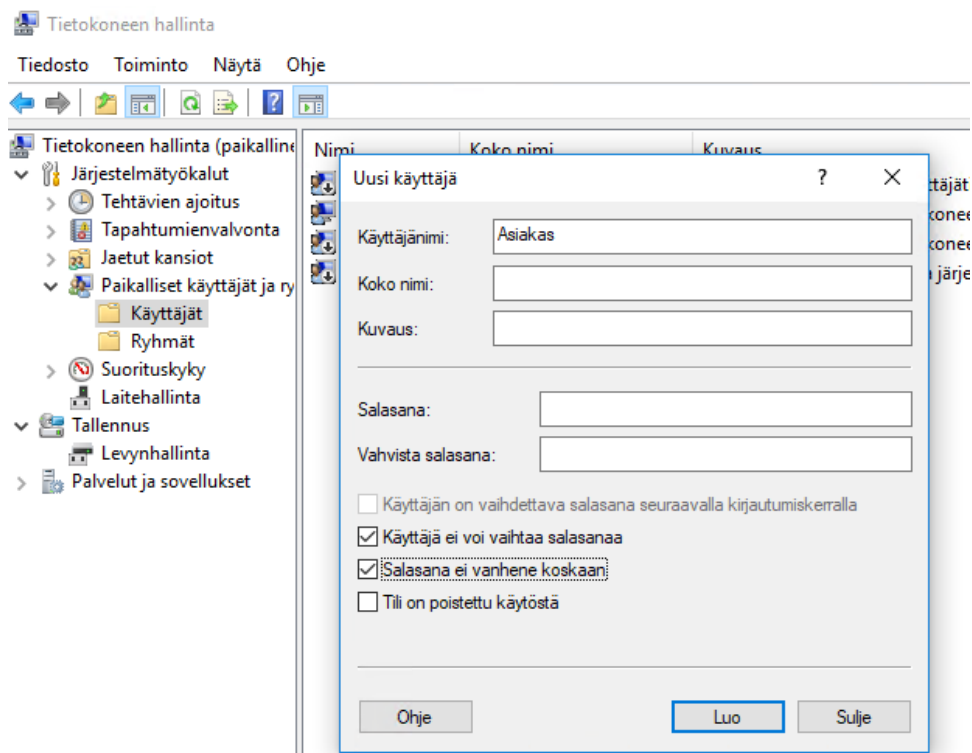 Tietokoneen hallinta
Tiedosto Toiminto Näytä Ohje
Tietokoneen hallinta (paikalline
Järjestelmätyökalut
Tehtävien ajoitus
Tapahtumienvalvonta
Jaetut kansiot
Paikalliset käyttäjät ja ry
Käyttäjät
Ryhmät
Suorituskyky
Laitehallinta
Tallennus
Levynhallinta
Palvelut ja sovellukset
Nimi Koko nimi Kuvaus
Uusi käyttäjä ?
Käyttäjänimi: Asiakas
Koko nimi:
Kuvaus:
Salasana:
Vahvista salasana:
Käyttäjän on vaihdettava salasana seuraavalla kirjautumiskerralla
Käyttäjä ei voi vaihtaa salasanaa
Salasana ei vanhene koskaan
Tili on poistettu käytöstä
Ohje Luo Sulje